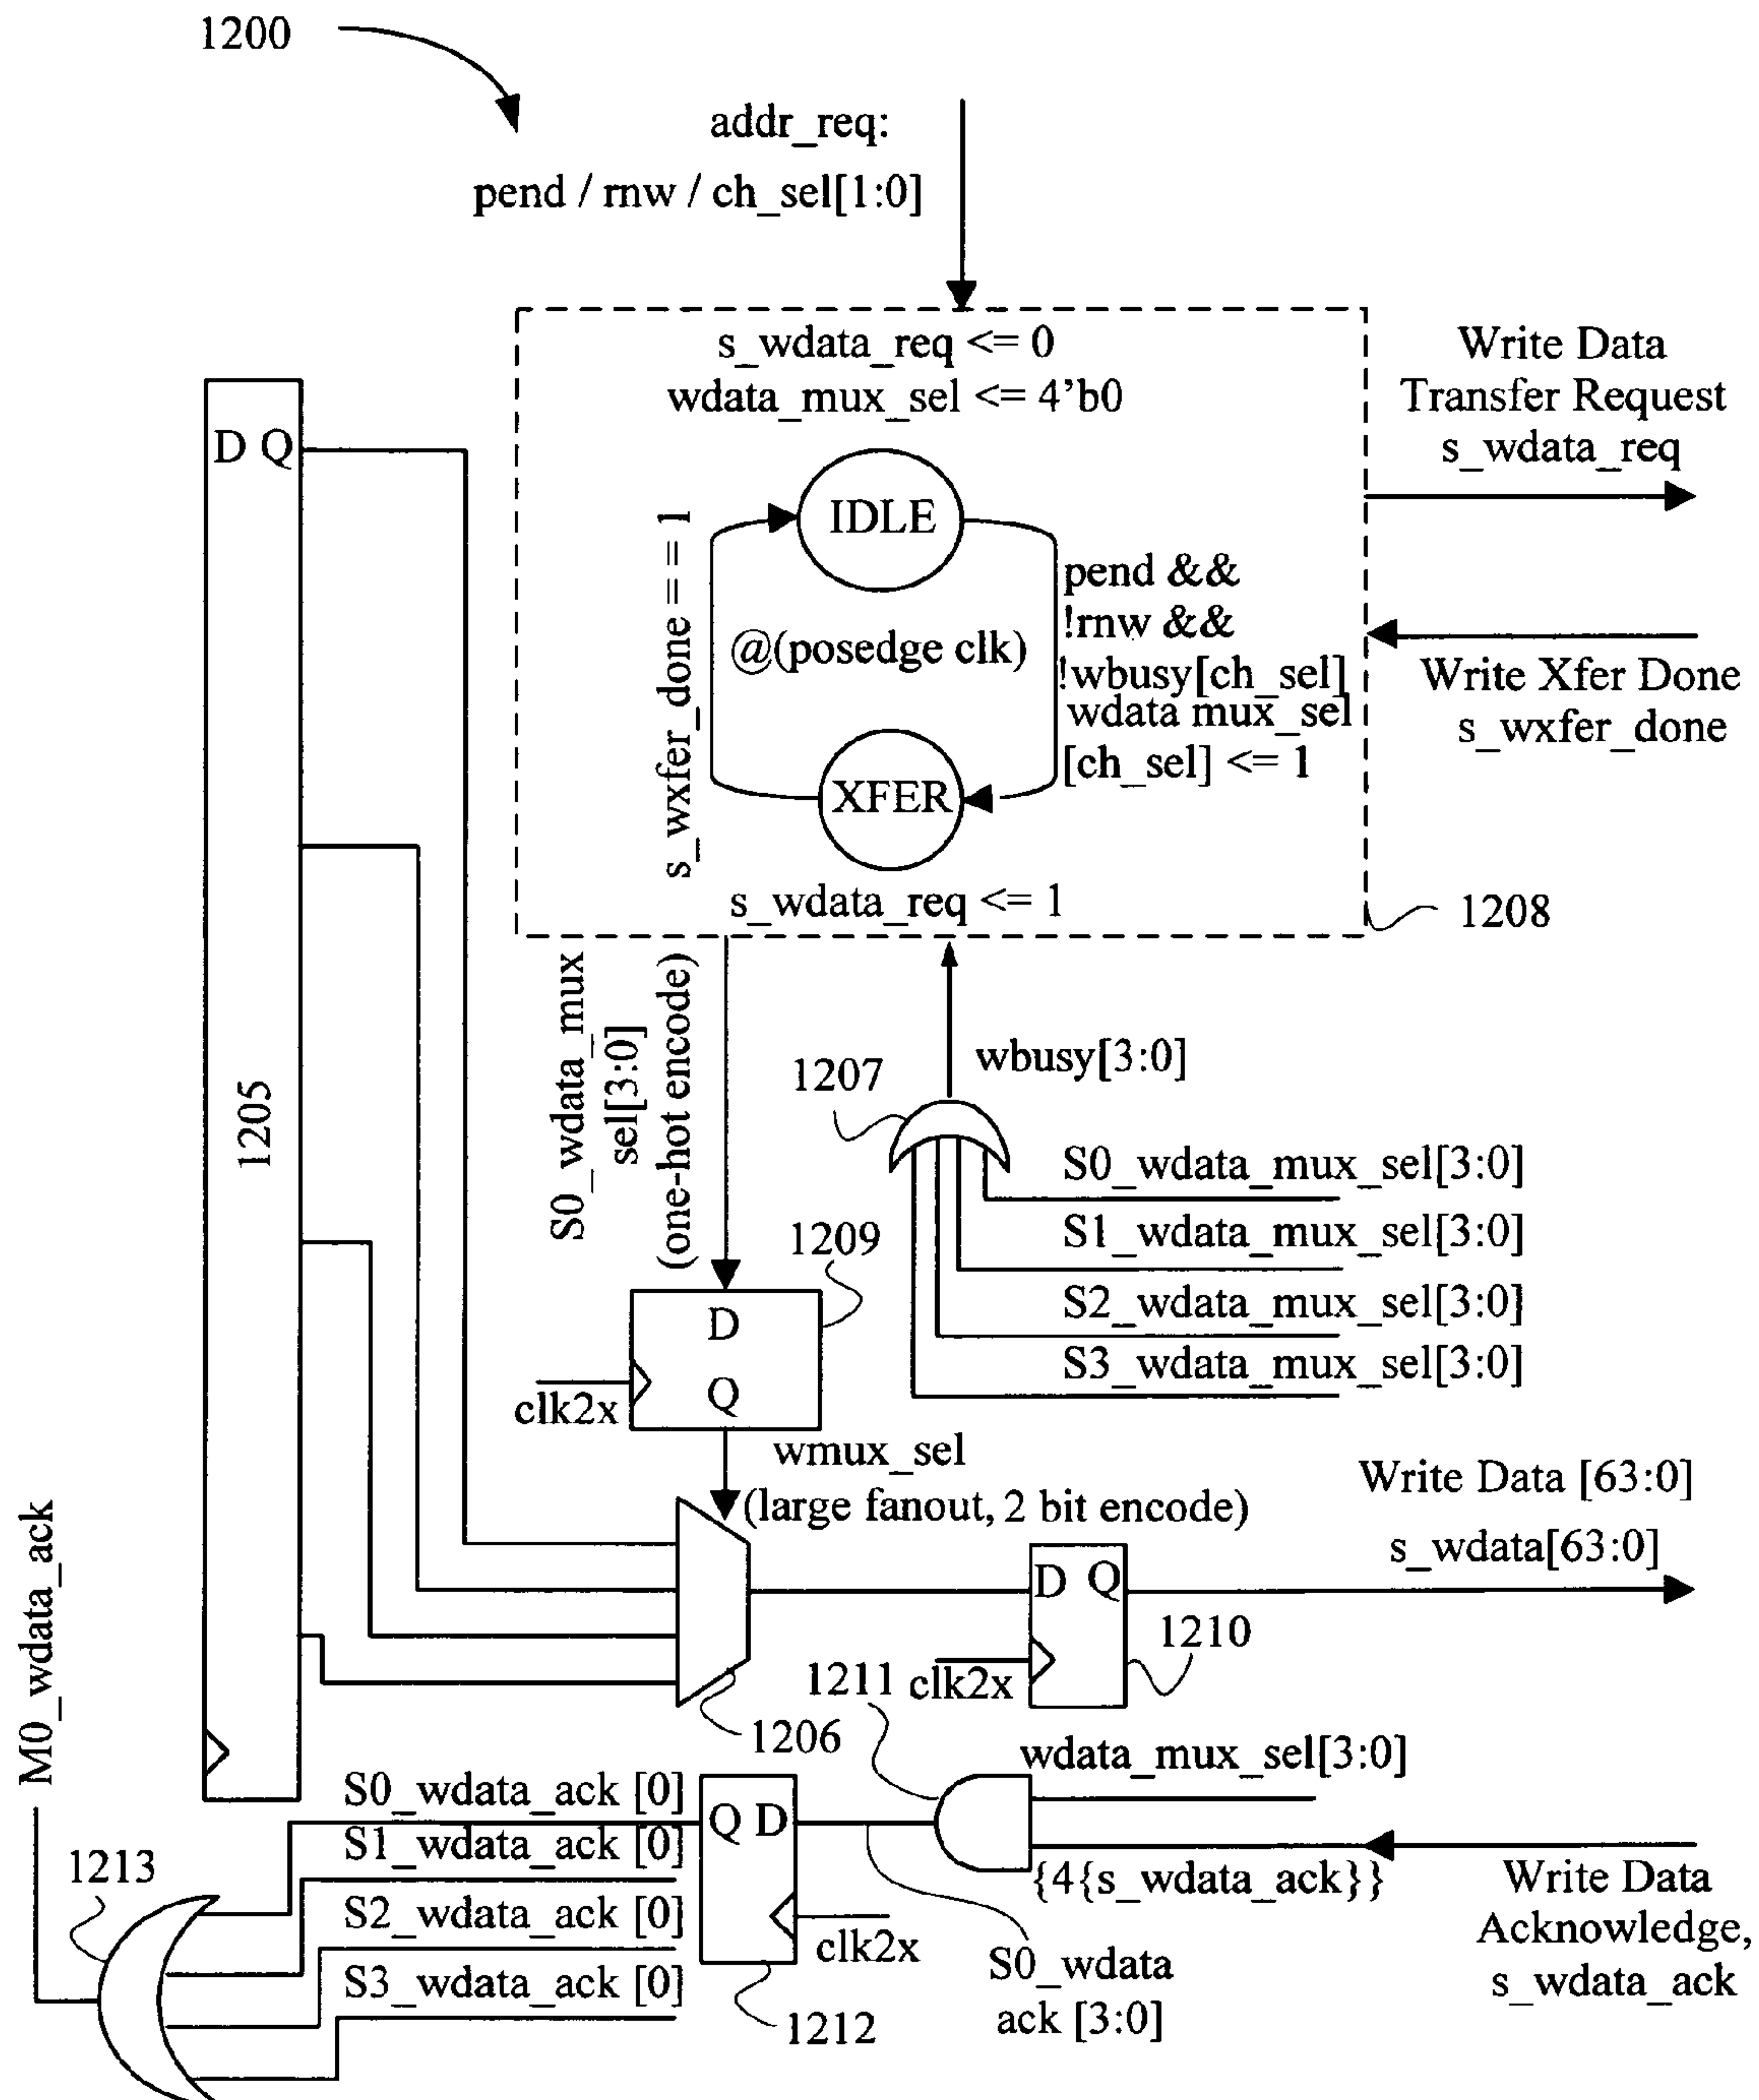 1200
addr_req:
pend / rnw / ch_sel[1:0]
s_wdata_req <= 0
wdata_mux_sel <= 4’b0
Write Data
Transfer Request
s_wdata_req
D Q
IDLE
s_wxfer_done == 1
@(posedge clk)
pend &&
!rnw &&
!wbusy[ch_sel]
wdata mux_sel
[ch_sel] <= 1
Write Xfer Done
s_wxfer_done
XFER
s_wdata_req <= 1
1208
1205
S0_wdata_mux
sel[3:0]
(one-hot encode)
1207
wbusy[3:0]
S0_wdata_mux_sel[3:0]
S1_wdata_mux_sel[3:0]
S2_wdata_mux_sel[3:0]
S3_wdata_mux_sel[3:0]
1209
D
Q
clk2x
wmux_sel
(large fanout, 2 bit encode)
Write Data [63:0]
s_wdata[63:0]
D Q
clk2x
1210
1206
1211
wdata_mux_sel[3:0]
{4{s_wdata_ack}}
Write Data
Acknowledge,
s_wdata_ack
M0_wdata_ack
S0_wdata_ack [0]
S1_wdata_ack [0]
S2_wdata_ack [0]
S3_wdata_ack [0]
Q D
clk2x
1212
S0_wdata
ack [3:0]
1213